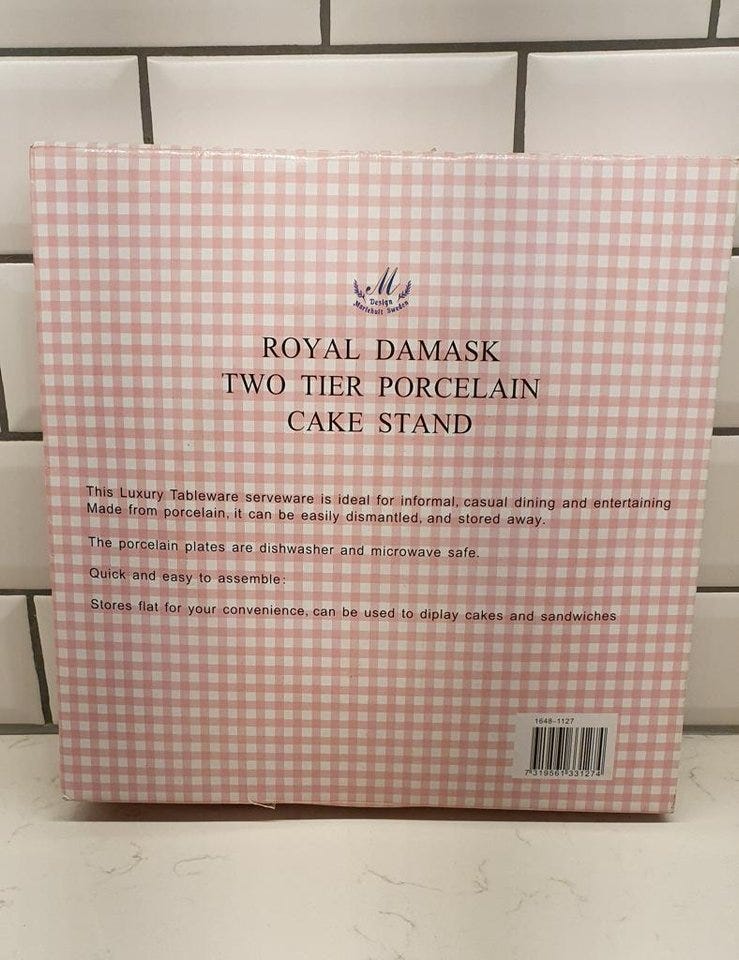 M
Design
Mariehult Sweden
ROYAL DAMASK
TWO TIER PORCELAIN
CAKE STAND
This Luxury Tableware serveware is ideal for informal, casual dining and entertaining
Made from porcelain, it can be easily dismantled, and stored away.
The porcelain plates are dishwasher and microwave safe.
Quick and easy to assemble:
Stores flat for your convenience, can be used to diplay cakes and sandwiches
1648-1127
7 319561 331274